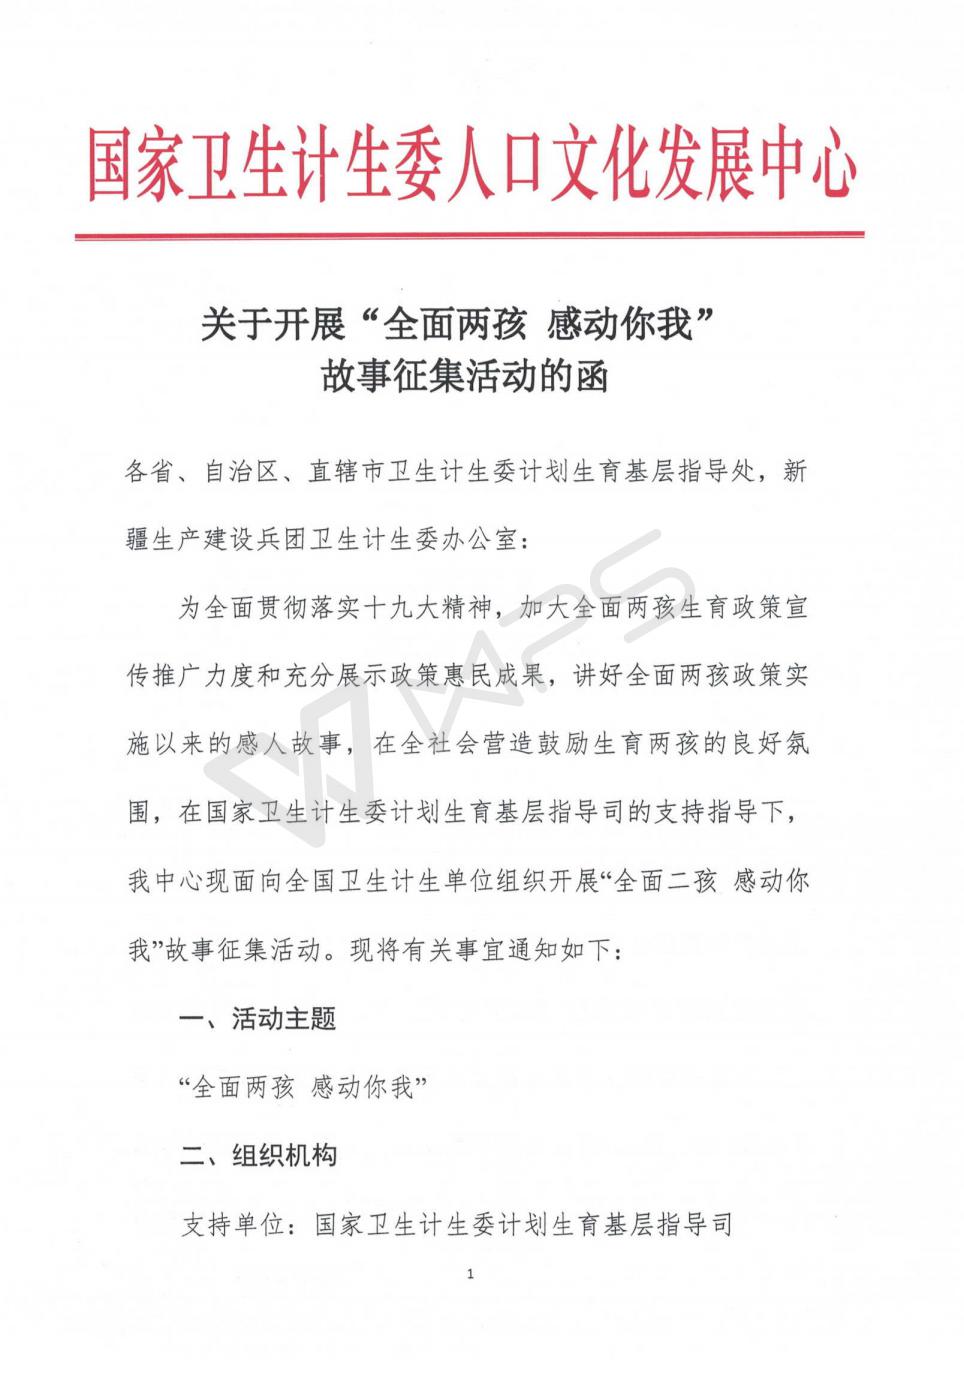 国家卫生计生委人口文化发展中心
关于开展“全面两孩 感动你我”
故事征集活动的函
各省、自治区、直辖市卫生计生委计划生育基层指导处，新
疆生产建设兵团卫生计生委办公室：
为全面贯彻落实十九大精神，加大全面两孩生育政策宣
传推广力度和充分展示政策惠民成果，讲好全面两孩政策实
施以来的感人故事，在全社会营造鼓励生育两孩的良好氛
围，在国家卫生计生委计划生育基层指导司的支持指导下，
我中心现面向全国卫生计生单位组织开展“全面二孩 感动你
我”故事征集活动。现将有关事宜通知如下：
一、活动主题
“全面两孩 感动你我”
二、组织机构
支持单位：国家卫生计生委计划生育基层指导司
1
WPS